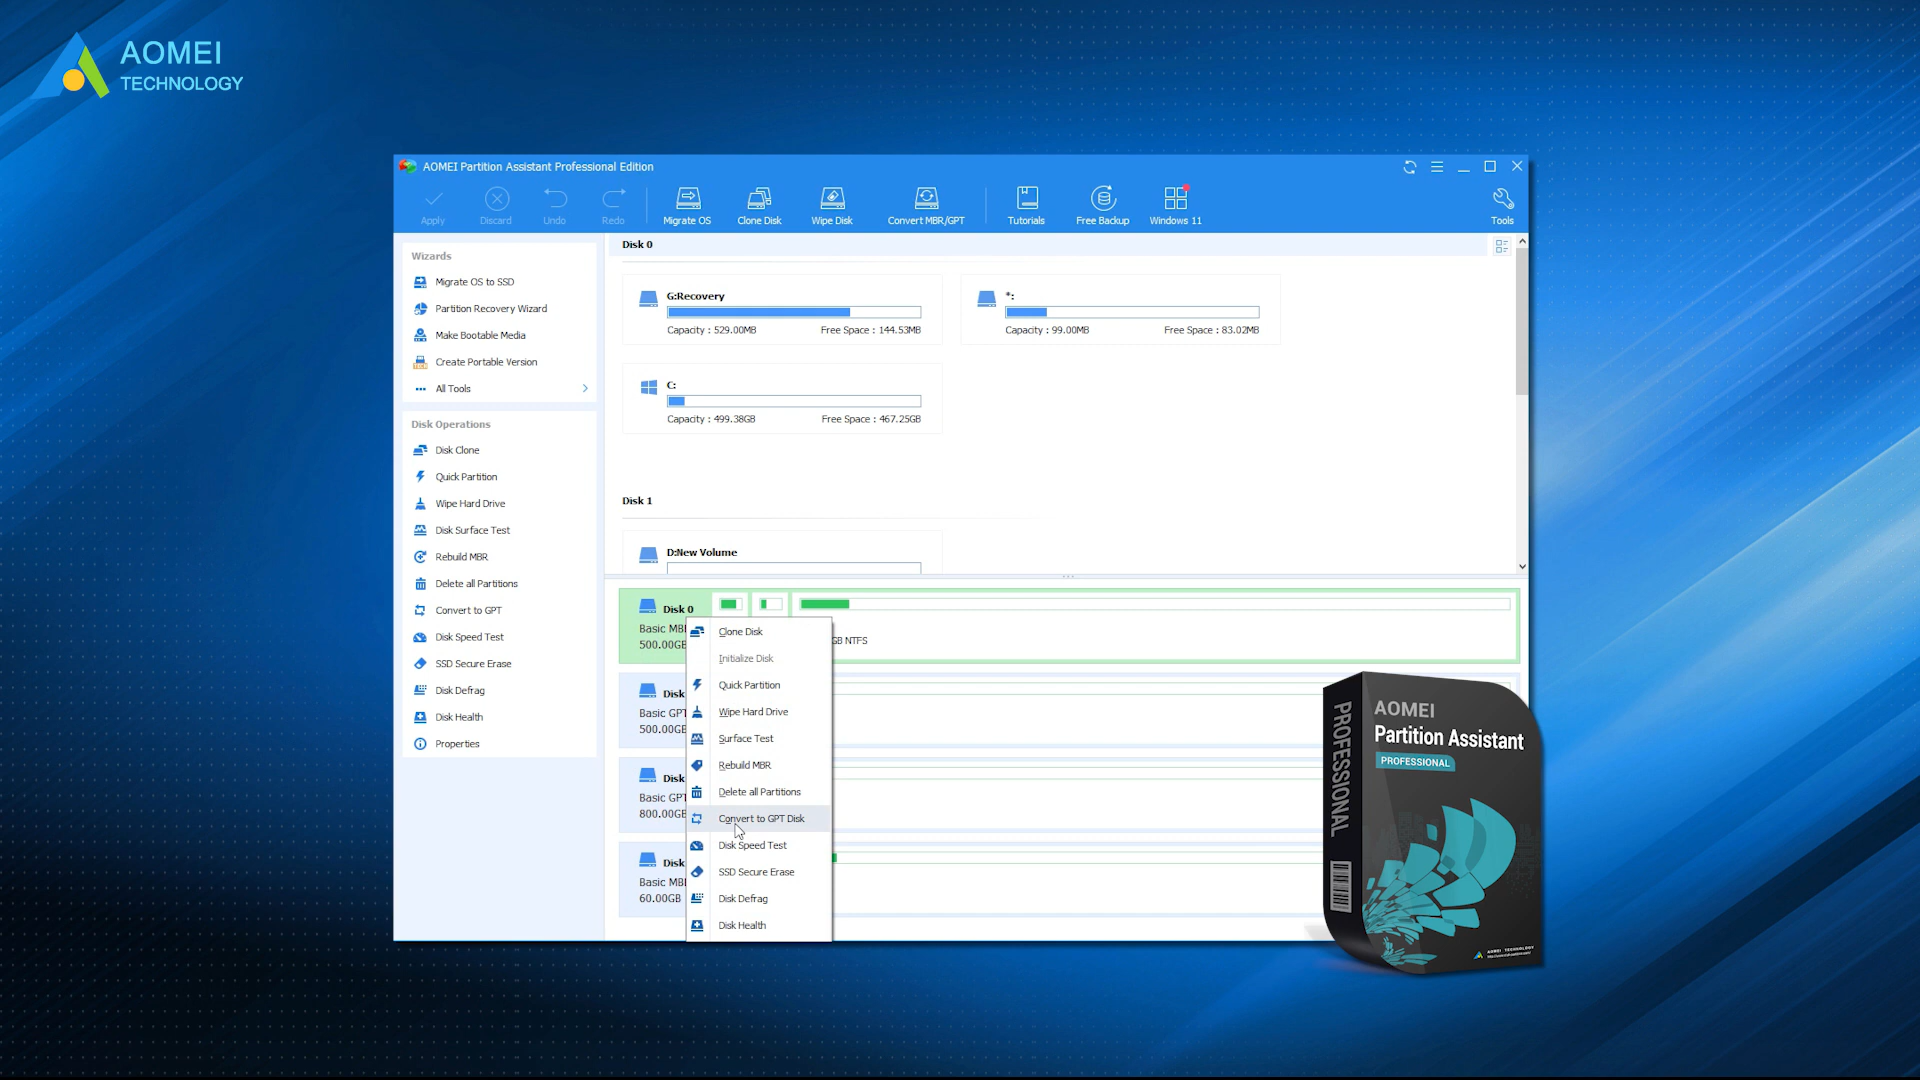 AOMEI
TECHNOLOGY
AOMEI Partition Assistant Professional Edition
Apply
Discard
Undo
Redo
Migrate OS
Clone Disk
Wipe Disk
Convert MBR/GPT
Tutorials
Free Backup
Windows 11
Tools
Wizards
Migrate OS to SSD
Partition Recovery Wizard
Make Bootable Media
Create Portable Version
All Tools
Disk Operations
Disk Clone
Quick Partition
Wipe Hard Drive
Disk Surface Test
Rebuild MBR
Delete all Partitions
Convert to GPT
Disk Speed Test
SSD Secure Erase
Disk Defrag
Disk Health
Properties
Disk 0
G:Recovery
Capacity : 529.00MB Free Space : 144.53MB
*:
Capacity : 99.00MB Free Space : 83.02MB
C:
Capacity : 499.38GB Free Space : 467.25GB
Disk 1
D:New Volume
Disk 0
Basic MB
500.00GB
GB NTFS
Disk
Basic GPT
500.00GB
Disk
Basic GPT
800.00GB
Disk
Basic MB
60.00GB
Clone Disk
Initialize Disk
Quick Partition
Wipe Hard Drive
Surface Test
Rebuild MBR
Delete all Partitions
Convert to GPT Disk
Disk Speed Test
SSD Secure Erase
Disk Defrag
Disk Health
PROFESSIONAL
AOMEI
Partition Assistant
PROFESSIONAL
AOMEI TECHNOLOGY